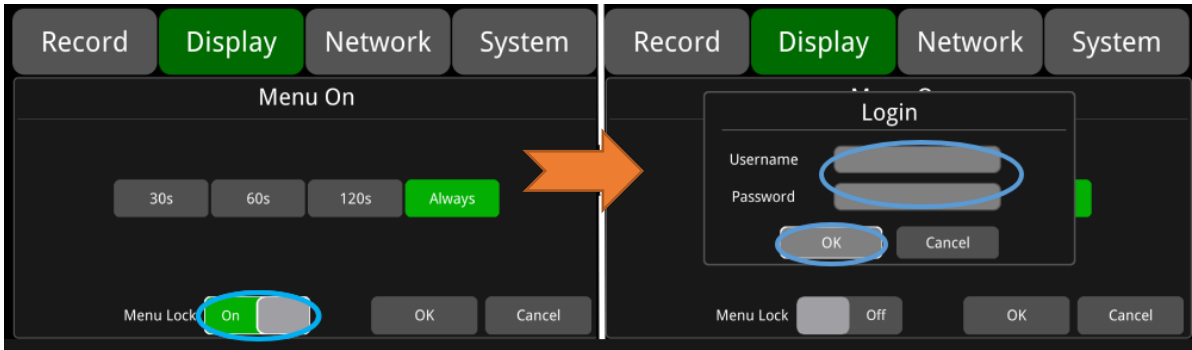 Record Display Network System
Menu On
30s 60s 120s Always
Menu Lock On OK Cancel
Record Display Network System
Login
Username
Password
OK Cancel
Menu Lock Off OK Cancel